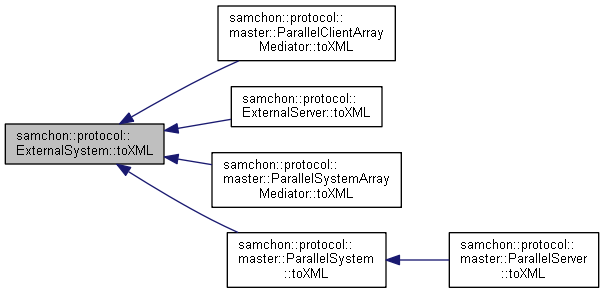 samchon::protocol::
master::ParallelClientArray
Mediator::toXML
samchon::protocol::
ExternalServer::toXML
samchon::protocol::
ExternalSystem::toXML
samchon::protocol::
master::ParallelSystemArray
Mediator::toXML
samchon::protocol::
master::ParallelSystem
::toXML
samchon::protocol::
master::ParallelServer
::toXML